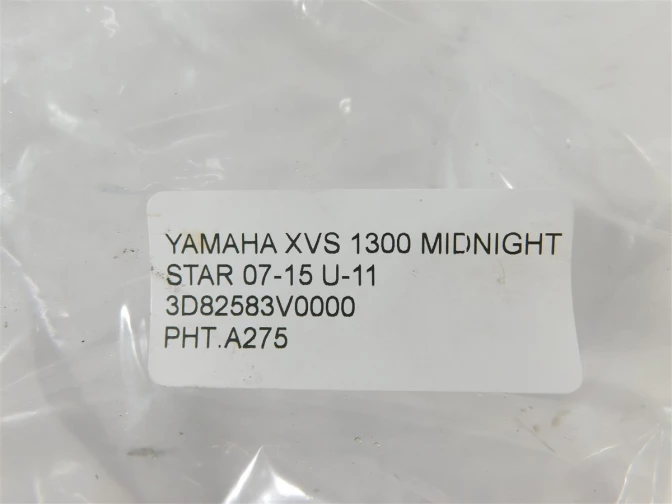 YAMAHA XVS 1300 MIDNIGHT
STAR 07-15 U-11
3D82583V0000
PHT.A275